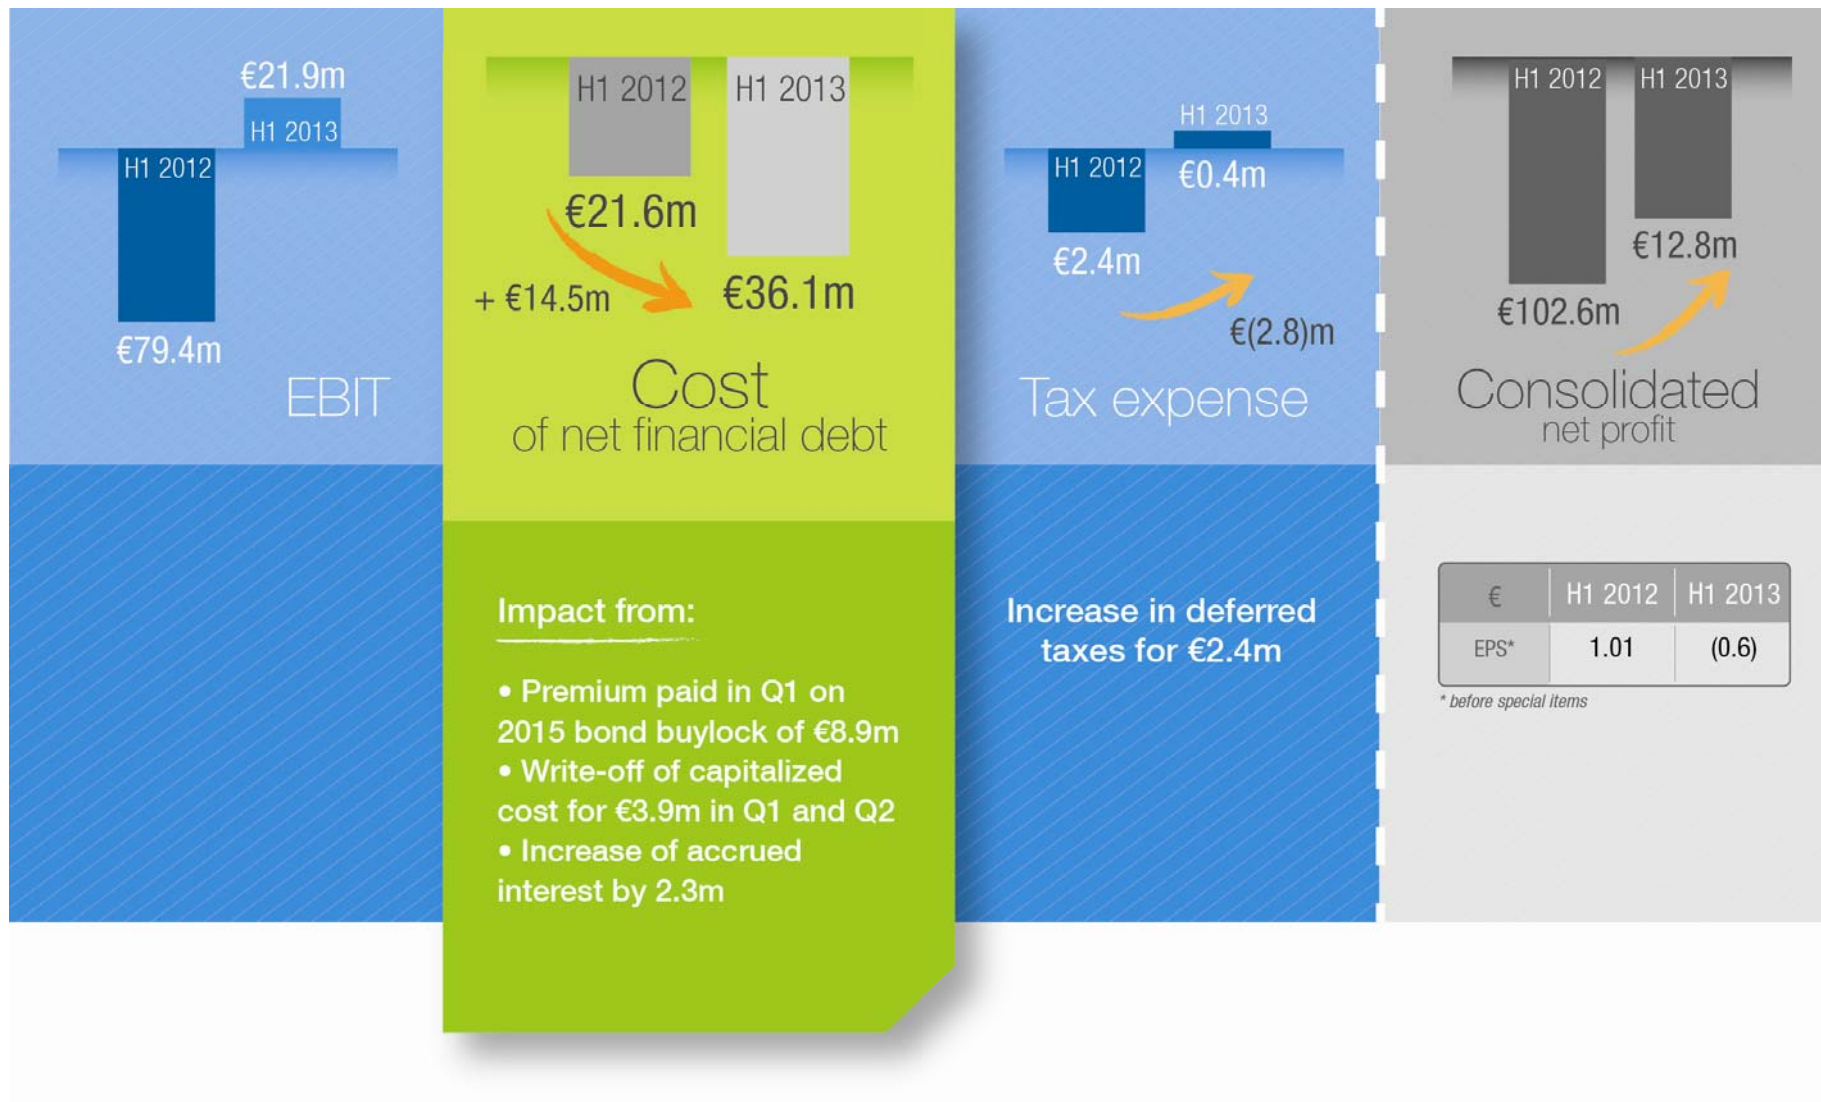 €21.9m
H1 2013
H1 2012
€79.4m
EBIT
H1 2012
H1 2013
€21.6m
+ €14.5m
€36.1m
Cost
of net financial debt
Impact from:
• Premium paid in Q1 on
2015 bond buylock of €8.9m
• Write-off of capitalized
cost for €3.9m in Q1 and Q2
• Increase of accrued
interest by 2.3m
H1 2013
H1 2012
€0.4m
€2.4m
€(2.8)m
Tax expense
Increase in deferred
taxes for €2.4m
H1 2012
H1 2013
€12.8m
€102.6m
Consolidated
net profit
€ H1 2012 H1 2013
EPS* 1.01 (0.6)
* before special items